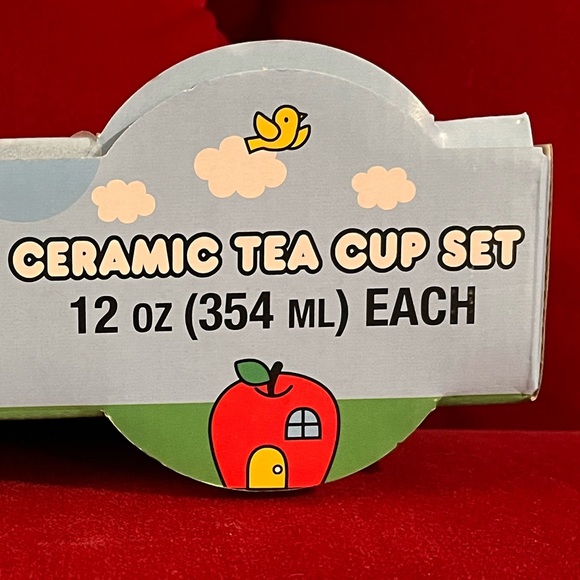 CERAMIC TEA CUP SET
12 OZ (354 ML) EACH